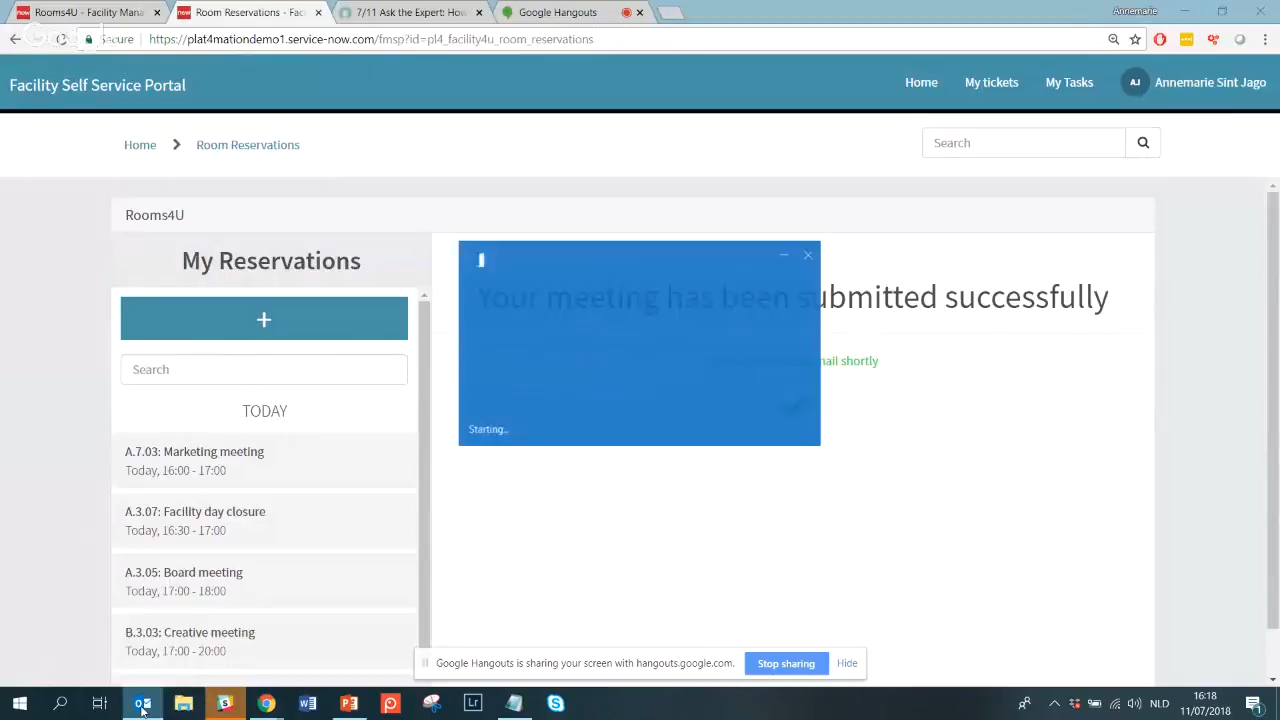 Rooms4U - Facility Mana
Room Reservations - Fac
7/11 Ask the Expert: Ho
Google Hangouts
Annemarie
Secure
https://plat4mationdemo1.service-now.com/fmsp?id=pl4_facility4u_room_reservations
Facility Self Service Portal
Home
My tickets
My Tasks
AJ
Annemarie Sint Jago
Home
Room Reservations
Search
Rooms4U
My Reservations
+
Search
TODAY
A.7.03: Marketing meeting
Today, 16:00 - 17:00
A.3.07: Facility day closure
Today, 16:30 - 17:00
A.3.05: Board meeting
Today, 17:00 - 18:00
B.3.03: Creative meeting
Today, 17:00 - 20:00
Your meeting has been submitted successfully
shortly
Starting...
Google Hangouts is sharing your screen with hangouts.google.com.
Stop sharing
Hide
Lr
NLD
16:18
11/07/2018
1